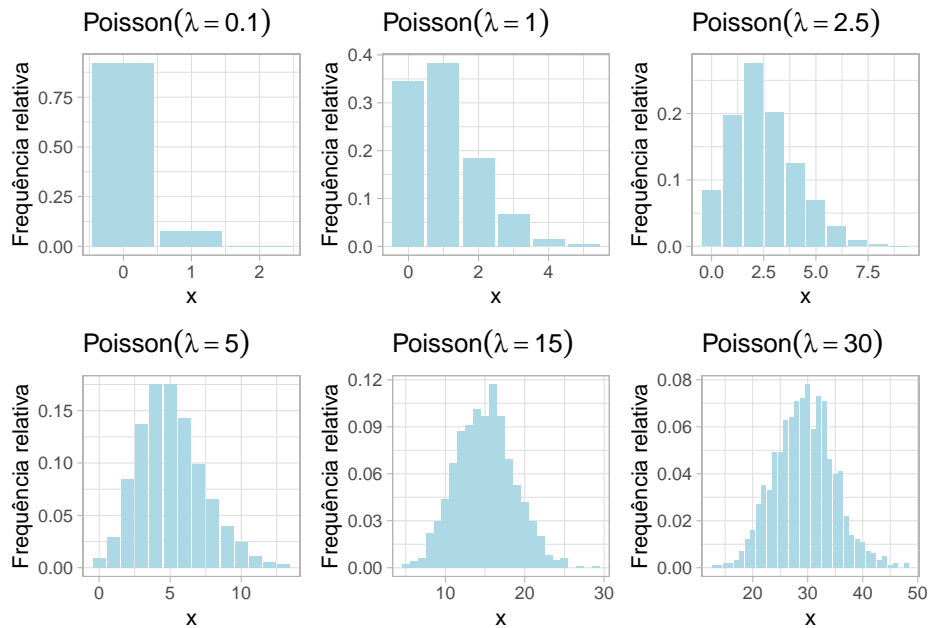 Poisson(λ = 0.1)
Frequência relativa
0.75
0.50
0.25
0.00
0 1 2
x
Poisson(λ = 1)
Frequência relativa
0.4
0.3
0.2
0.1
0.0
0 2 4
x
Poisson(λ = 2.5)
Frequência relativa
0.2
0.1
0.0
0.0 2.5 5.0 7.5
x
Poisson(λ = 5)
Frequência relativa
0.15
0.10
0.05
0.00
0 5 10
x
Poisson(λ = 15)
Frequência relativa
0.12
0.09
0.06
0.03
0.00
10 20 30
x
Poisson(λ = 30)
Frequência relativa
0.08
0.06
0.04
0.02
0.00
20 30 40 50
x